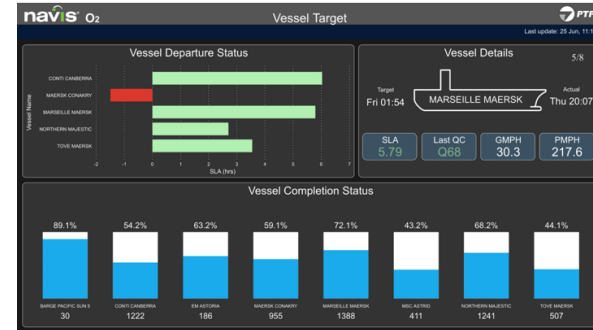 navis O2 Vessel Target PTP
Last update: 25 Jun, 11:1
Vessel Departure Status
Vessel Name
CONTI CANBERRA
MAERSK CONAKRY
MARSEILLE MAERSK
NORTHERN MAJESTIC
TOVE MAERSK
-2 -1 0 1 2 3 4 5 6 7
SLA (hrs)
Vessel Details 5/8
Target
Fri 01:54
MARSEILLE MAERSK
Actual
Thu 20:07
SLA
5.79
Last QC
Q68
GMPH
30.3
PMPH
217.6
Vessel Completion Status
89.1% 54.2% 63.2% 59.1% 72.1% 43.2% 68.2% 44.1%
BARGE PACIFIC SUN 8 CONTI CANBERRA EM ASTORIA MAERSK CONAKRY MARSEILLE MAERSK MSC ASTRID NORTHERN MAJESTIC TOVE MAERSK
30 1222 186 955 1388 411 1241 507